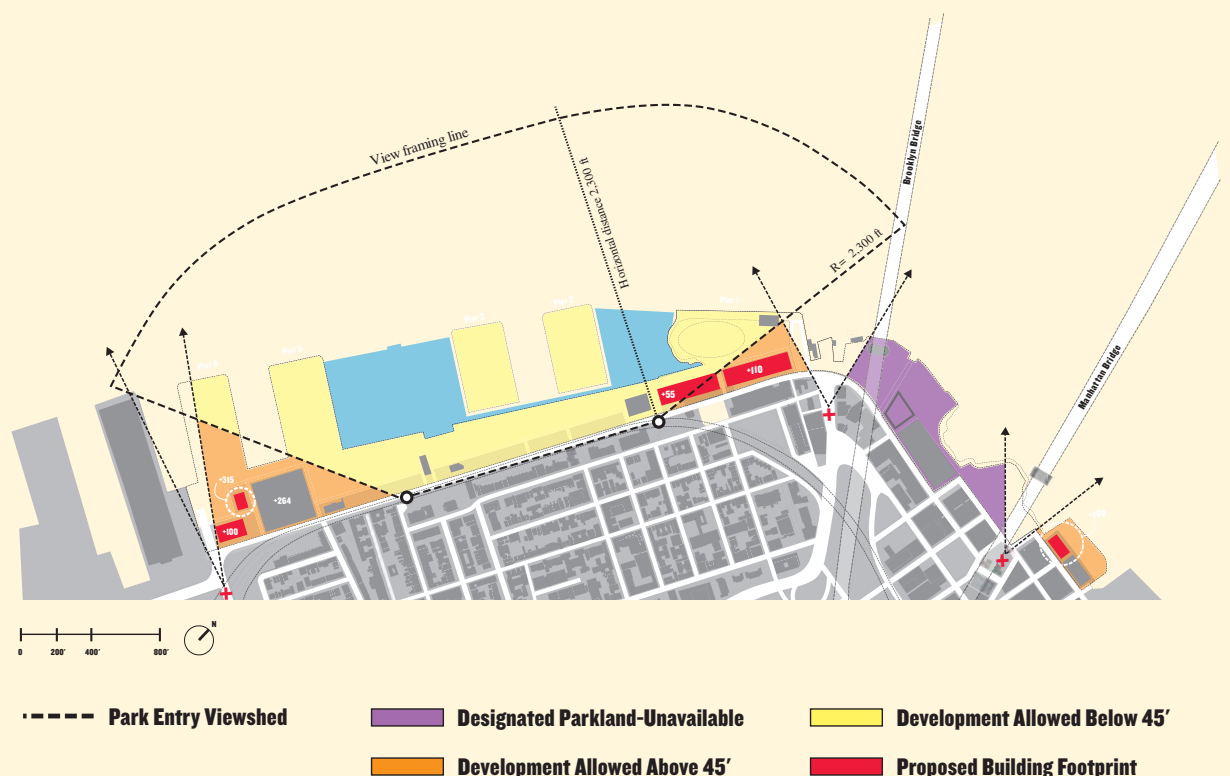 View framing line
Horizontal distance 2,300 ft
R= 2,300 ft
Brooklyn Bridge
Manhattan Bridge
Pier 1
+110
+55
+315
+264
+100
N
0 200' 400' 800'
Park Entry Viewshed
Designated Parkland-Unavailable
Development Allowed Below 45'
Development Allowed Above 45'
Proposed Building Footprint